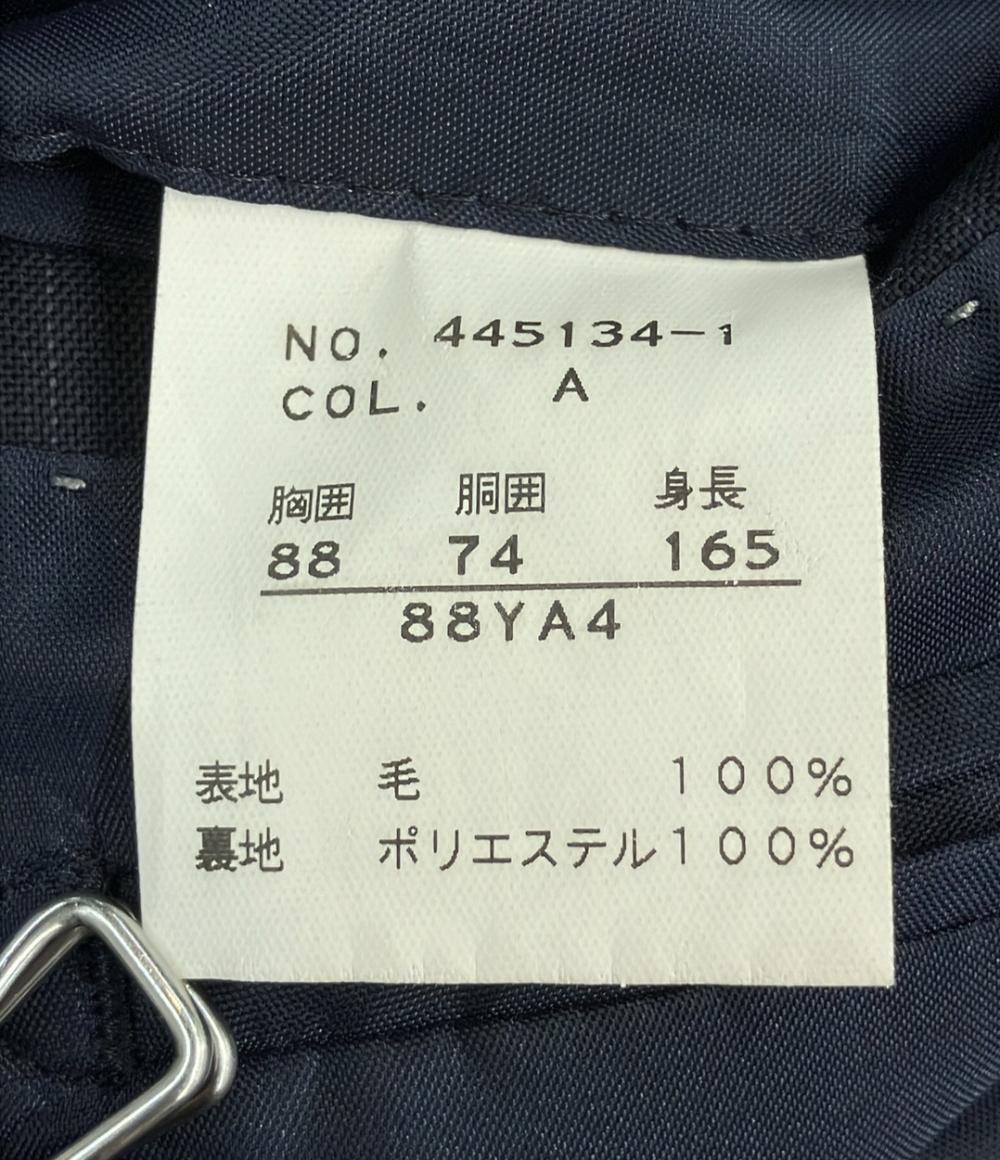 NO. 445134-1
COL. A
胸囲 胴囲 身長
88 74 165
88YA4
表地 毛 100%
裏地 ポリエステル100%